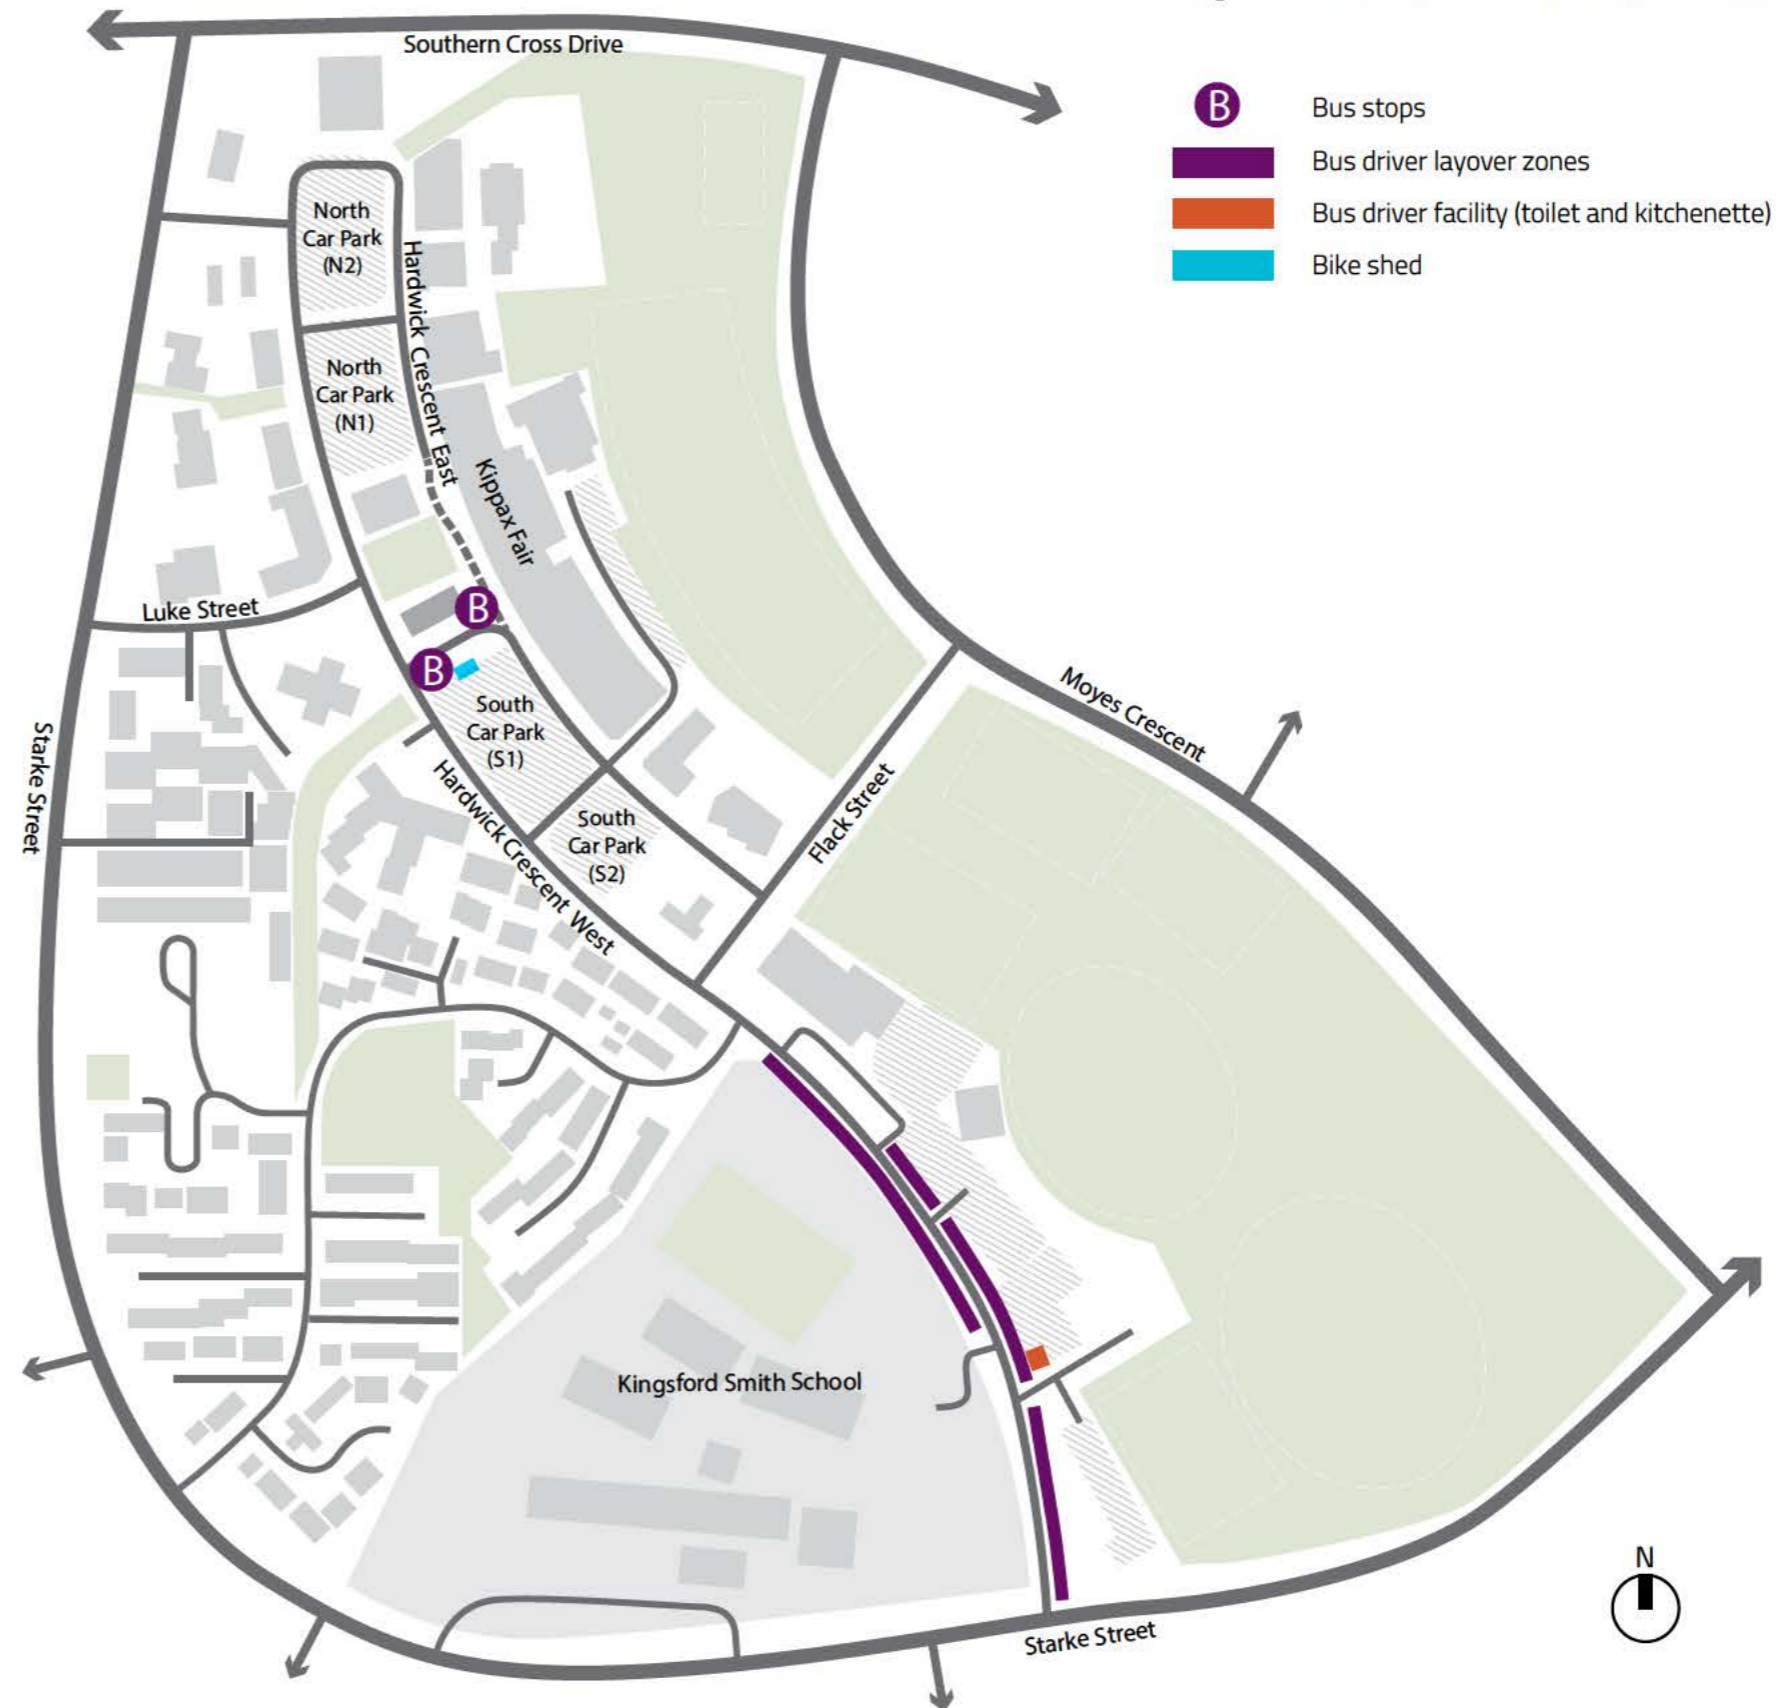 Southern Cross Drive
B Bus stops
Bus driver layover zones
Bus driver facility (toilet and kitchenette)
Bike shed
North
Car Park
(N2)
Hardwick Crescent East
North
Car Park
(N1)
Kippax Fair
Luke Street
B
B
South
Car Park
(S1)
Moyes Crescent
Starke Street
Hardwick Crescent West
Flack Street
South
Car Park
(S2)
Kingsford Smith School
N
Starke Street